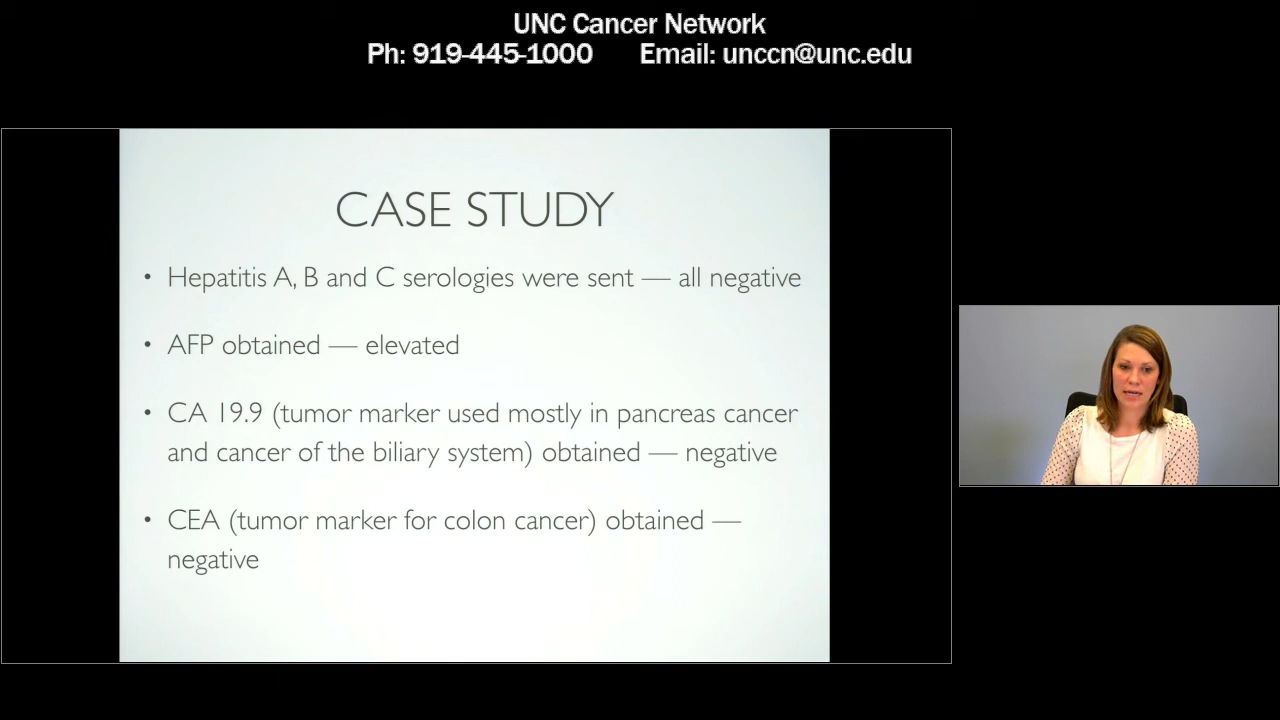 UNC Cancer Network
Ph: 919-445-1000 Email: unccn@unc.edu
CASE STUDY
• Hepatitis A, B and C serologies were sent — all negative
• AFP obtained — elevated
• CA 19.9 (tumor marker used mostly in pancreas cancer
and cancer of the biliary system) obtained — negative
• CEA (tumor marker for colon cancer) obtained —
negative